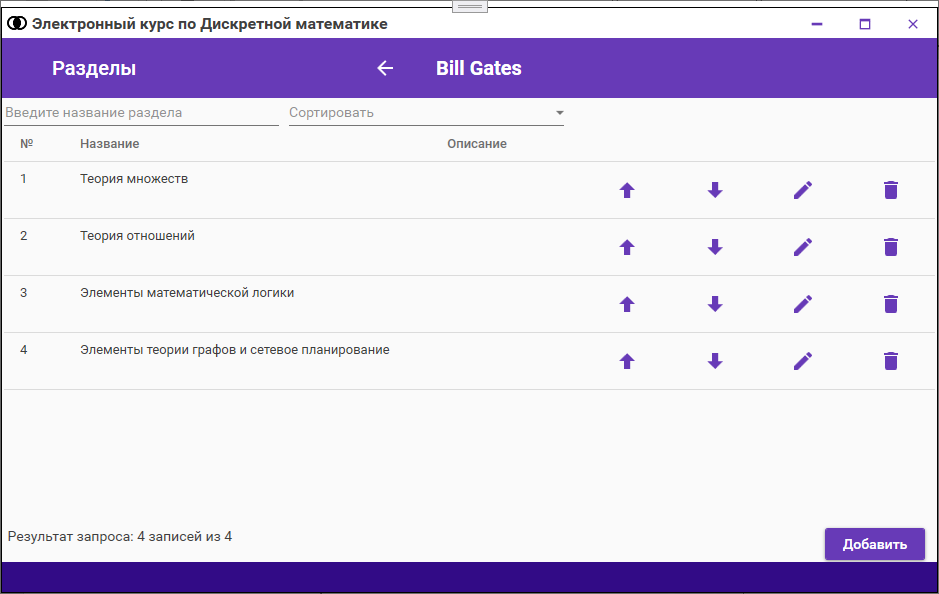 Электронный курс по Дискретной математике
Разделы Bill Gates
Введите название раздела Сортировать
№ Название Описание
1 Теория множеств
2 Теория отношений
3 Элементы математической логики
4 Элементы теории графов и сетевое планирование
Результат запроса: 4 записей из 4
Добавить